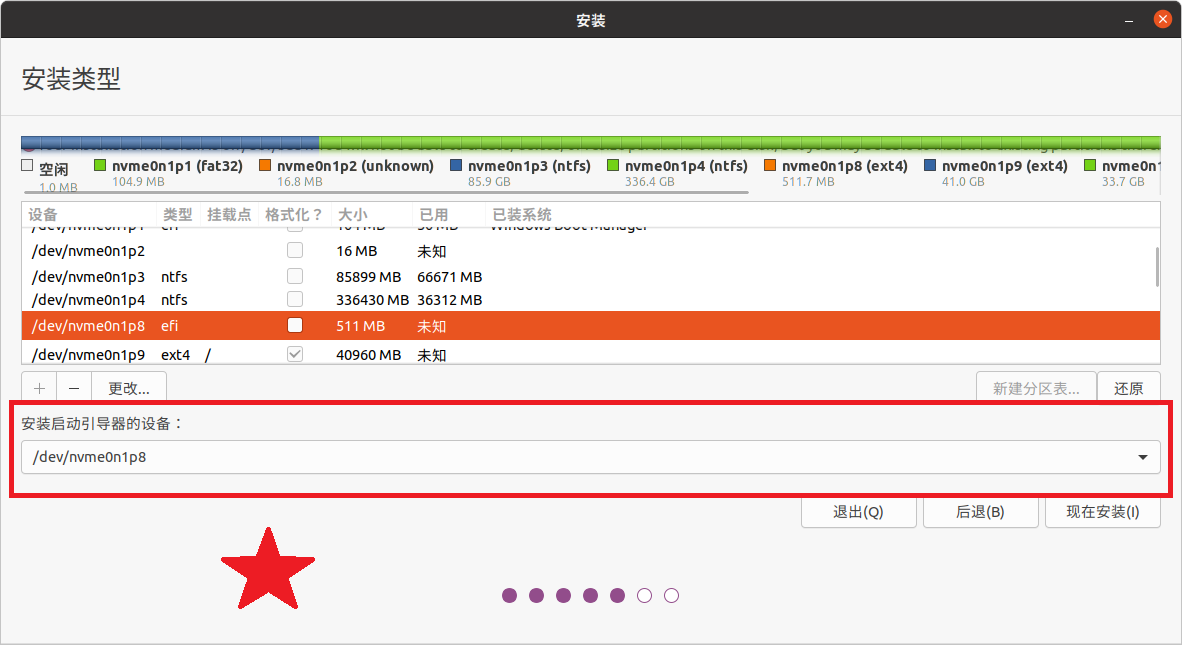 安装
安装类型
空闲 nvme0n1p1 (fat32) nvme0n1p2 (unknown) nvme0n1p3 (ntfs) nvme0n1p4 (ntfs) nvme0n1p8 (ext4) nvme0n1p9 (ext4) nvme0n1
1.0 MB 104.9 MB 16.8 MB 85.9 GB 336.4 GB 511.7 MB 41.0 GB 33.7 GB
设备 类型 挂载点 格式化? 大小 已用 已装系统
/dev/nvme0n1p1 efi 104 MB Windows Boot Manager
/dev/nvme0n1p2 16 MB 未知
/dev/nvme0n1p3 ntfs 85899 MB 66671 MB
/dev/nvme0n1p4 ntfs 336430 MB 36312 MB
/dev/nvme0n1p8 efi 511 MB 未知
/dev/nvme0n1p9 ext4 / 40960 MB 未知
+ − 更改... 新建分区表... 还原
安装启动引导器的设备：
/dev/nvme0n1p8
退出(Q) 后退(B) 现在安装(I)